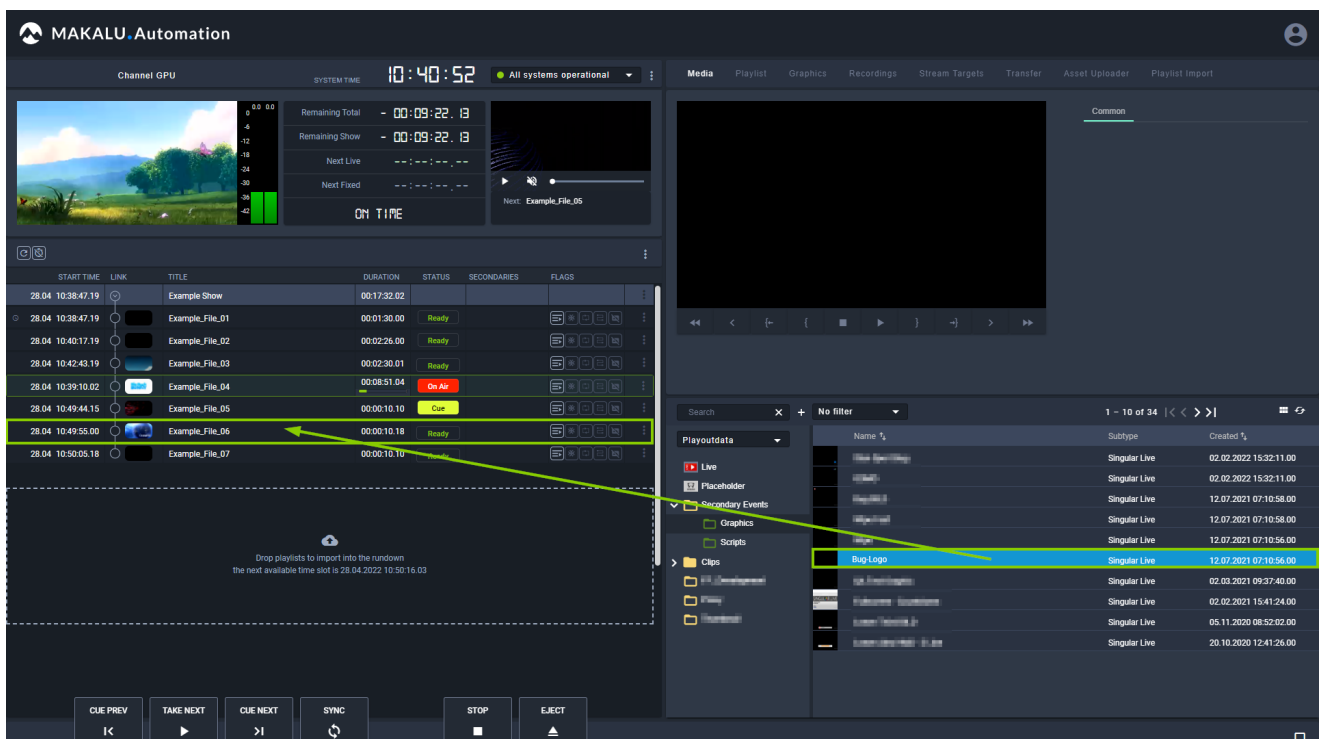 MAKALU.Automation
Channel GPU
SYSTEM TIME 10:40:52
All systems operational
Media Playlist Graphics Recordings Stream Targets Transfer Asset Uploader Playlist Import
0.0 0.0
0
-6
-12
-18
-24
-30
-36
-42
Remaining Total - 00:09:22.13
Remaining Show - 00:09:22.13
Next Live --:--:--.--
Next Fixed --:--:--.--
ON TIME
Next: Example_File_05
Common
START TIME LINK TITLE DURATION STATUS SECONDARIES FLAGS
28.04 10:38:47.19 Example Show 00:17:32.02
28.04 10:38:47.19 Example_File_01 00:01:30.00 Ready
28.04 10:40:17.19 Example_File_02 00:02:26.00 Ready
28.04 10:42:43.19 Example_File_03 00:02:30.01 Ready
28.04 10:39:10.02 Example_File_04 00:08:51.04 On Air
28.04 10:49:44.15 Example_File_05 00:00:10.10 Cue
28.04 10:49:55.00 Example_File_06 00:00:10.18 Ready
28.04 10:50:05.18 Example_File_07 00:00:10.10 Ready
Drop playlists to import into the rundown
the next available time slot is 28.04.2022 10:50:16.03
CUE PREV TAKE NEXT CUE NEXT SYNC STOP EJECT
Search X + No filter 1 - 10 of 34
Playoutdata
Live
Placeholder
Secondary Events
Graphics
Scripts
Clips
Name Subtype Created
Singular Live 02.02.2022 15:32:11.00
Singular Live 02.02.2022 15:32:11.00
Singular Live 12.07.2021 07:10:58.00
Singular Live 12.07.2021 07:10:58.00
Singular Live 12.07.2021 07:10:56.00
Bug-Logo Singular Live 12.07.2021 07:10:56.00
Singular Live 02.03.2021 09:37:40.00
Singular Live 02.02.2022 15:41:24.00
Singular Live 05.11.2020 08:52:02.00
Singular Live 20.10.2020 12:41:26.00